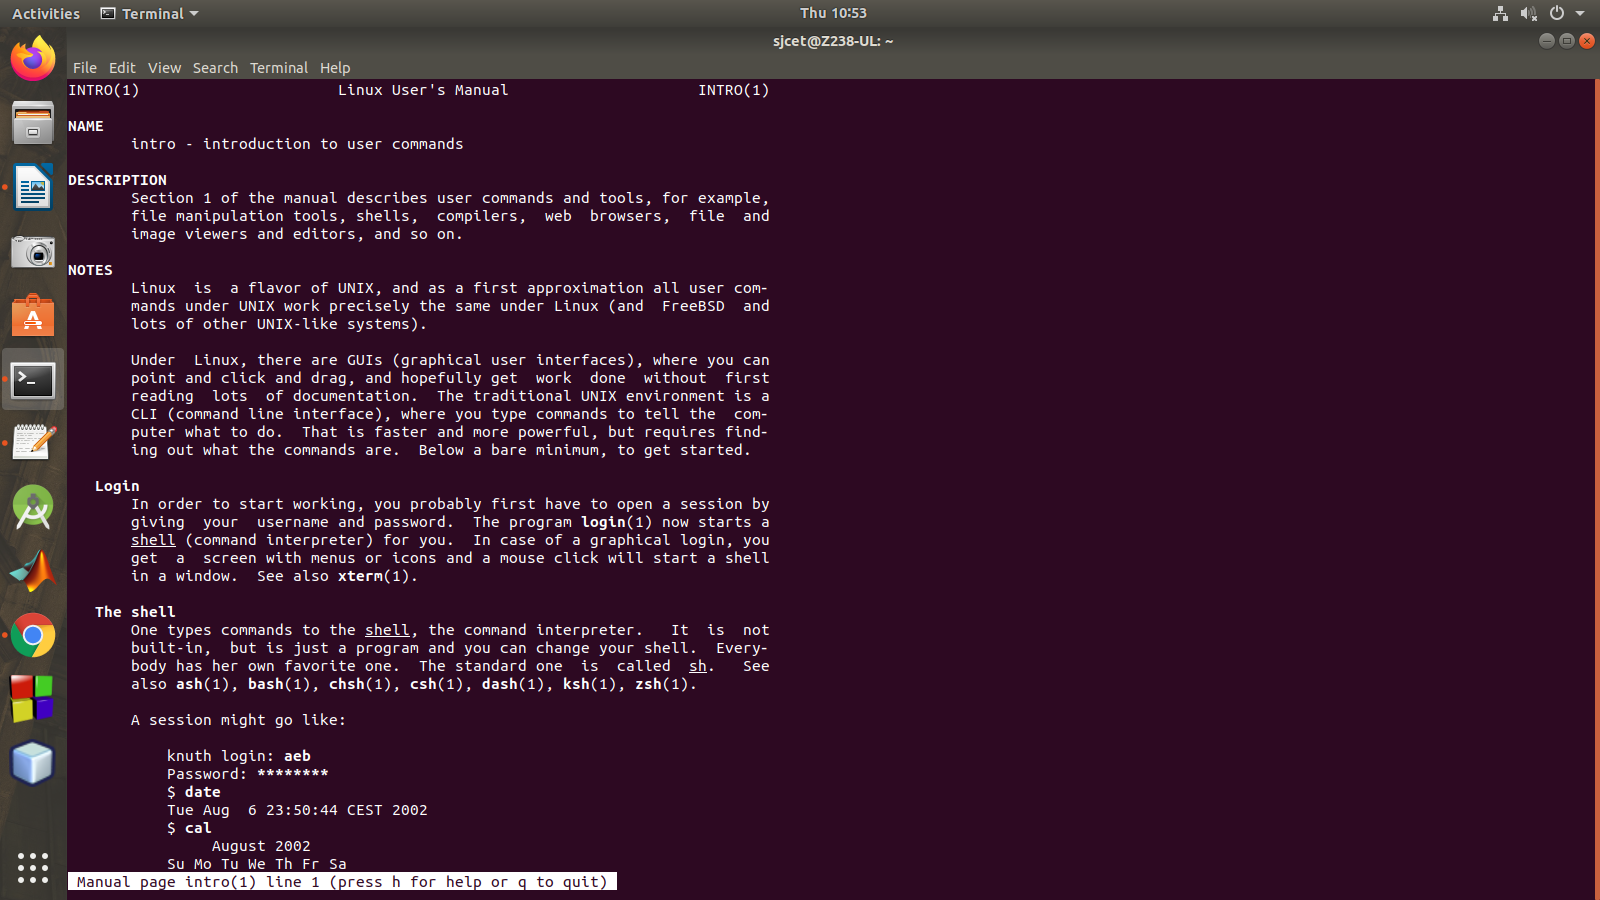 Activities Terminal Thu 10:53
sjcet@Z238-UL: ~
File Edit View Search Terminal Help
INTRO(1) Linux User's Manual INTRO(1)
NAME
intro - introduction to user commands
DESCRIPTION
Section 1 of the manual describes user commands and tools, for example,
file manipulation tools, shells, compilers, web browsers, file and
image viewers and editors, and so on.
NOTES
Linux is a flavor of UNIX, and as a first approximation all user com-
mands under UNIX work precisely the same under Linux (and FreeBSD and
lots of other UNIX-like systems).
Under Linux, there are GUIs (graphical user interfaces), where you can
point and click and drag, and hopefully get work done without first
reading lots of documentation. The traditional UNIX environment is a
CLI (command line interface), where you type commands to tell the com-
puter what to do. That is faster and more powerful, but requires find-
ing out what the commands are. Below a bare minimum, to get started.
Login
In order to start working, you probably first have to open a session by
giving your username and password. The program login(1) now starts a
shell (command interpreter) for you. In case of a graphical login, you
get a screen with menus or icons and a mouse click will start a shell
in a window. See also xterm(1).
The shell
One types commands to the shell, the command interpreter. It is not
built-in, but is just a program and you can change your shell. Every-
body has her own favorite one. The standard one is called sh. See
also ash(1), bash(1), chsh(1), csh(1), dash(1), ksh(1), zsh(1).
A session might go like:
knuth login: aeb
Password: ********
$ date
Tue Aug 6 23:50:44 CEST 2002
$ cal
August 2002
Su Mo Tu We Th Fr Sa
Manual page intro(1) line 1 (press h for help or q to quit)